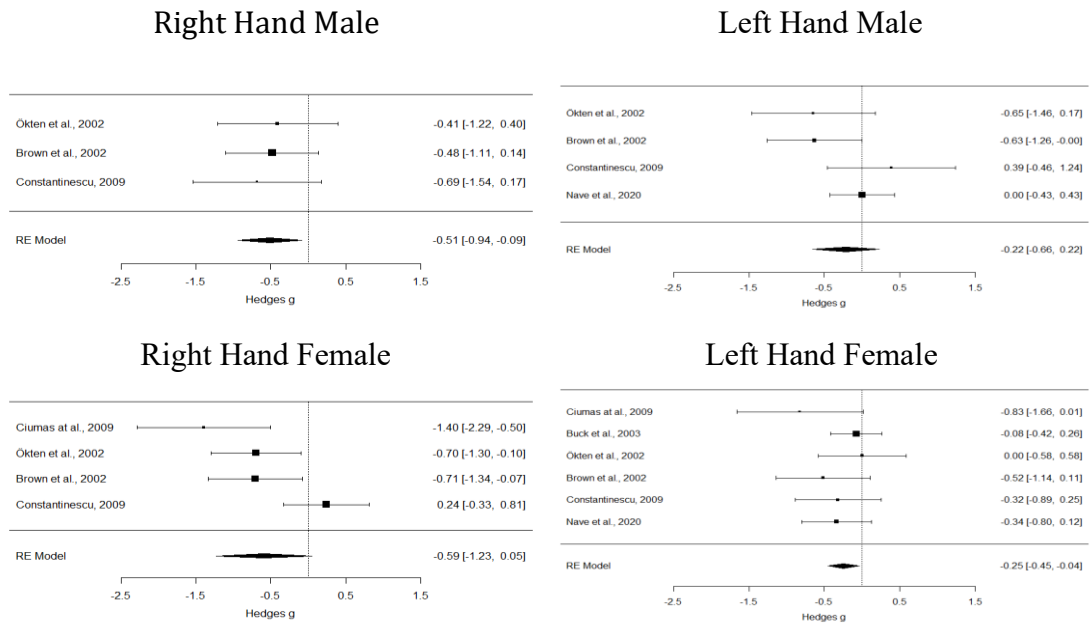 Right Hand Male
Ökten et al., 2002 -0.41 [-1.22, 0.40]
Brown et al., 2002 -0.48 [-1.11, 0.14]
Constantinescu, 2009 -0.69 [-1.54, 0.17]
RE Model -0.51 [-0.94, -0.09]
-2.5 -1.5 -0.5 0.5 1.5
Hedges g
Left Hand Male
Ökten et al., 2002 -0.65 [-1.46, 0.17]
Brown et al., 2002 -0.63 [-1.26, -0.00]
Constantinescu, 2009 0.39 [-0.46, 1.24]
Nave et al., 2020 0.00 [-0.43, 0.43]
RE Model -0.22 [-0.66, 0.22]
-2.5 -1.5 -0.5 0.5 1.5
Hedges g
Right Hand Female
Ciumas at al., 2009 -1.40 [-2.29, -0.50]
Ökten et al., 2002 -0.70 [-1.30, -0.10]
Brown et al., 2002 -0.71 [-1.34, -0.07]
Constantinescu, 2009 0.24 [-0.33, 0.81]
RE Model -0.59 [-1.23, 0.05]
-2.5 -1.5 -0.5 0.5 1.5
Hedges g
Left Hand Female
Ciumas et al., 2009 -0.83 [-1.66, 0.01]
Buck et al., 2003 -0.08 [-0.42, 0.26]
Ökten et al., 2002 0.00 [-0.58, 0.58]
Brown et al., 2002 -0.52 [-1.14, 0.11]
Constantinescu, 2009 -0.32 [-0.89, 0.25]
Nave et al., 2020 -0.34 [-0.80, 0.12]
RE Model -0.25 [-0.45, -0.04]
-2.5 -1.5 -0.5 0.5 1.5
Hedges g